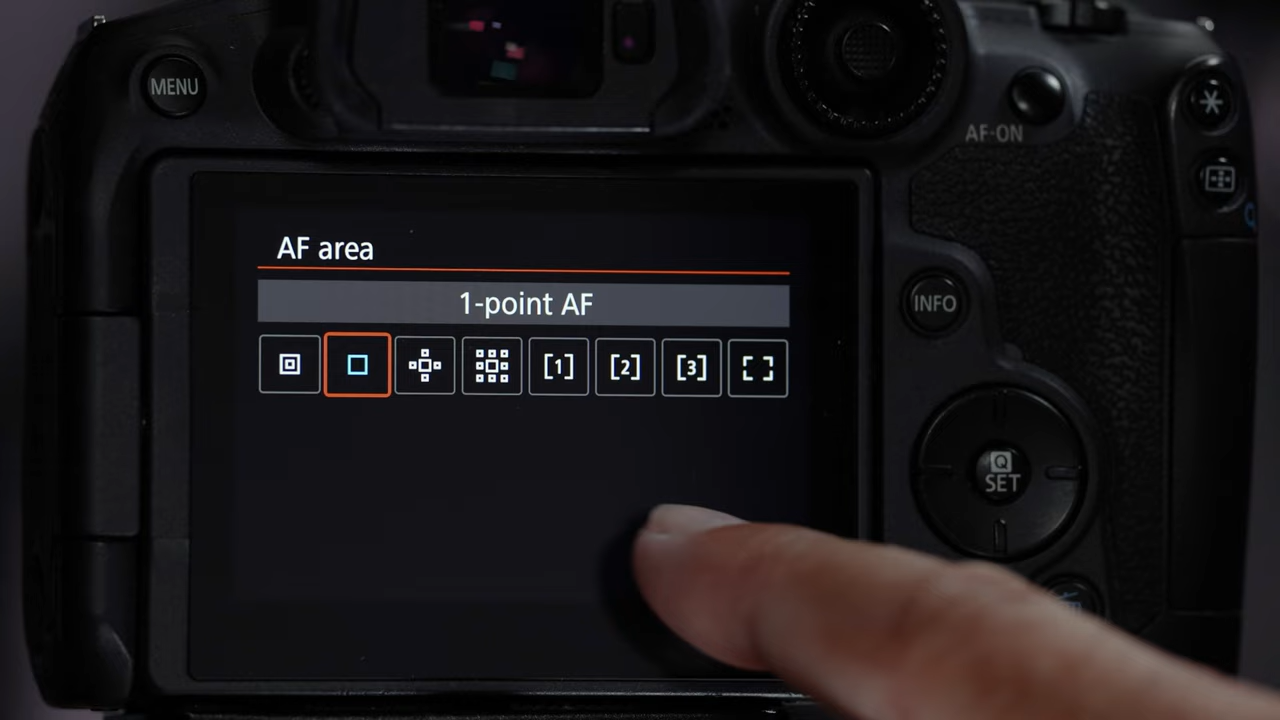 MENU
AF-ON
AF area
1-point AF
[1] [2] [3]
INFO
Q
SET